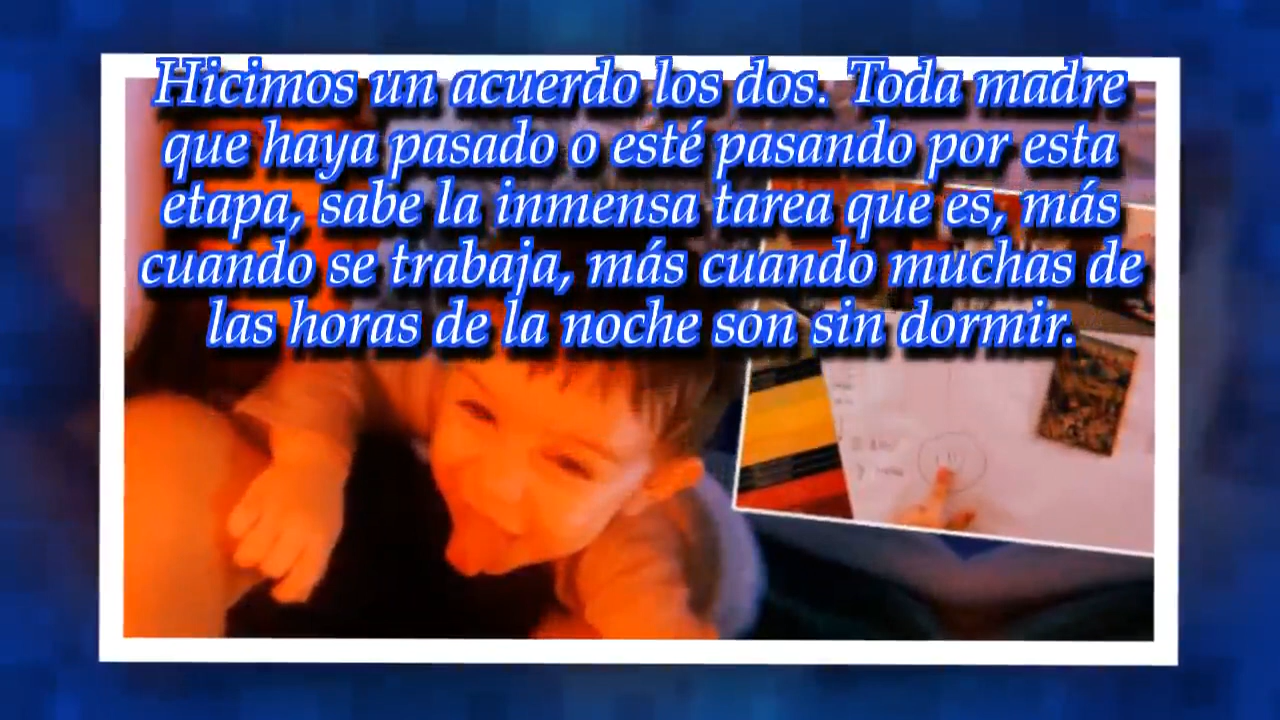 Hicimos un acuerdo los dos. Toda madre
que haya pasado o esté pasando por esta
etapa, sabe la inmensa tarea que es, más
cuando se trabaja, más cuando muchas de
las horas de la noche son sin dormir.